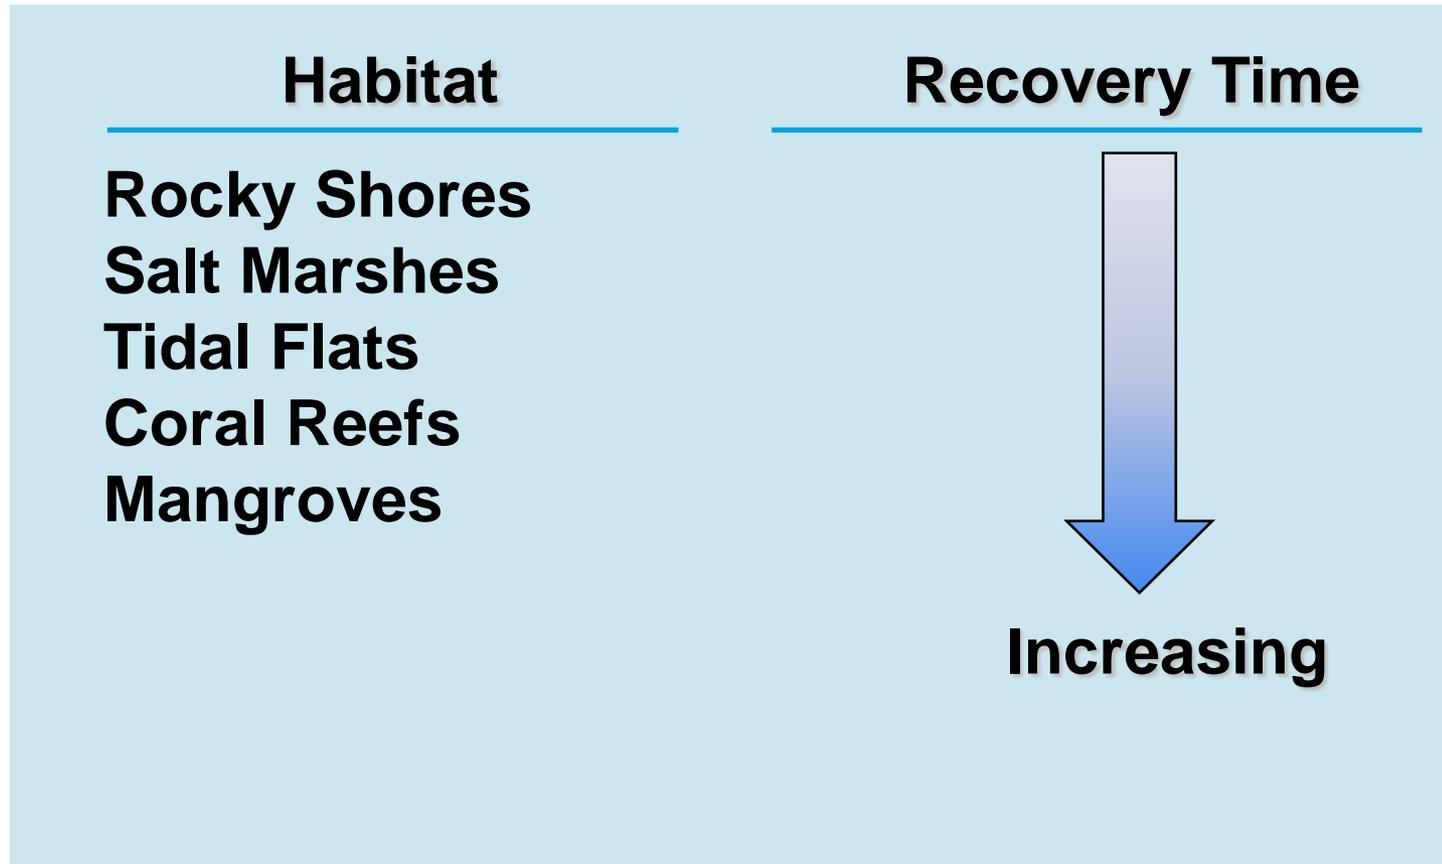 Habitat
Recovery Time
Rocky Shores
Salt Marshes
Tidal Flats
Coral Reefs
Mangroves
Increasing